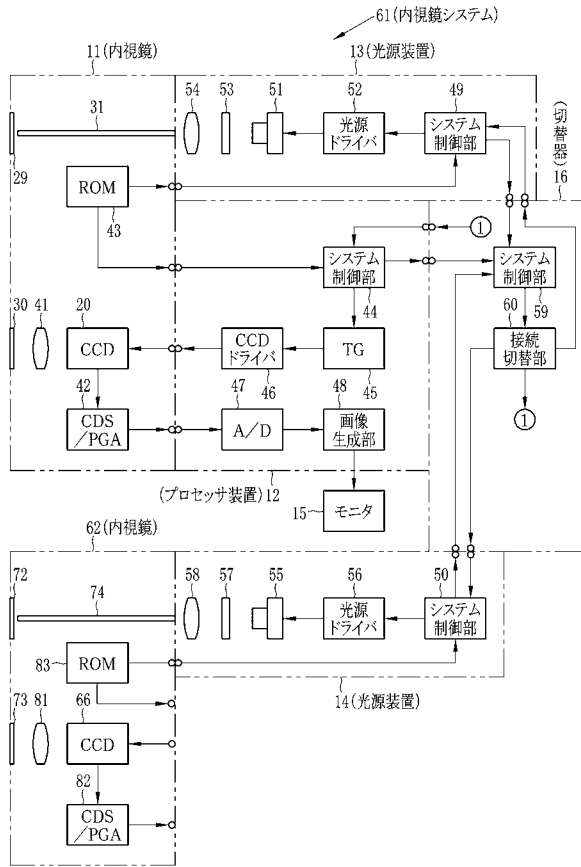 61(内視鏡システム)
11(内視鏡)
13(光源装置)
31
54
53
51
52
49
光源
ドライバ
システム
制御部
(切替器)
16
29
ROM
43
1
システム
制御部
44
システム
制御部
59
30
41
20
CCD
CCD
ドライバ
46
TG
45
60
接続
切替部
42
CDS
/PGA
47
A/D
48
画像
生成部
1
(プロセッサ装置)12
15
モニタ
62(内視鏡)
72
74
58
57
55
56
50
光源
ドライバ
システム
制御部
ROM
83
14(光源装置)
73
81
66
CCD
82
CDS
/PGA